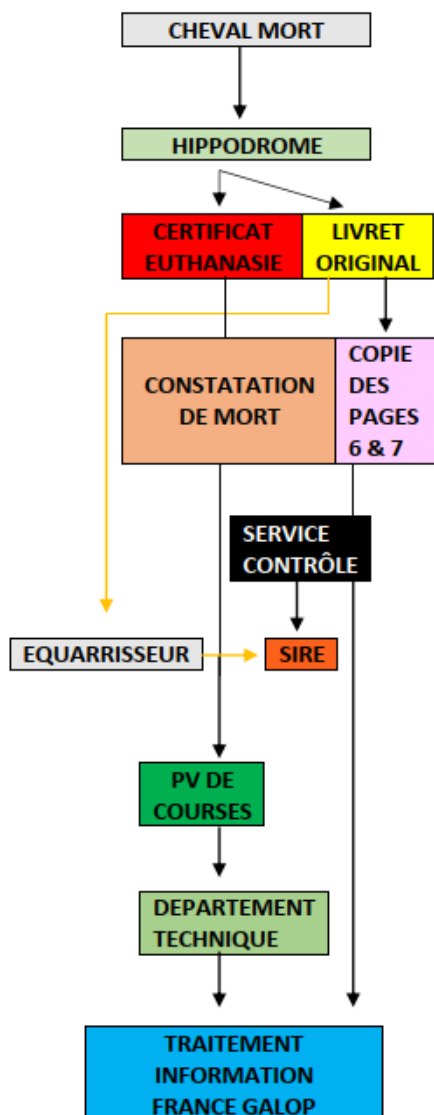 CHEVAL MORT
HIPPODROME
CERTIFICAT
EUTHANASIE
LIVRET
ORIGINAL
CONSTATATION
DE MORT
COPIE
DES
PAGES
6 & 7
SERVICE
CONTRÔLE
EQUARRISSEUR
SIRE
PV DE
COURSES
DEPARTEMENT
TECHNIQUE
TRAITEMENT
INFORMATION
FRANCE GALOP